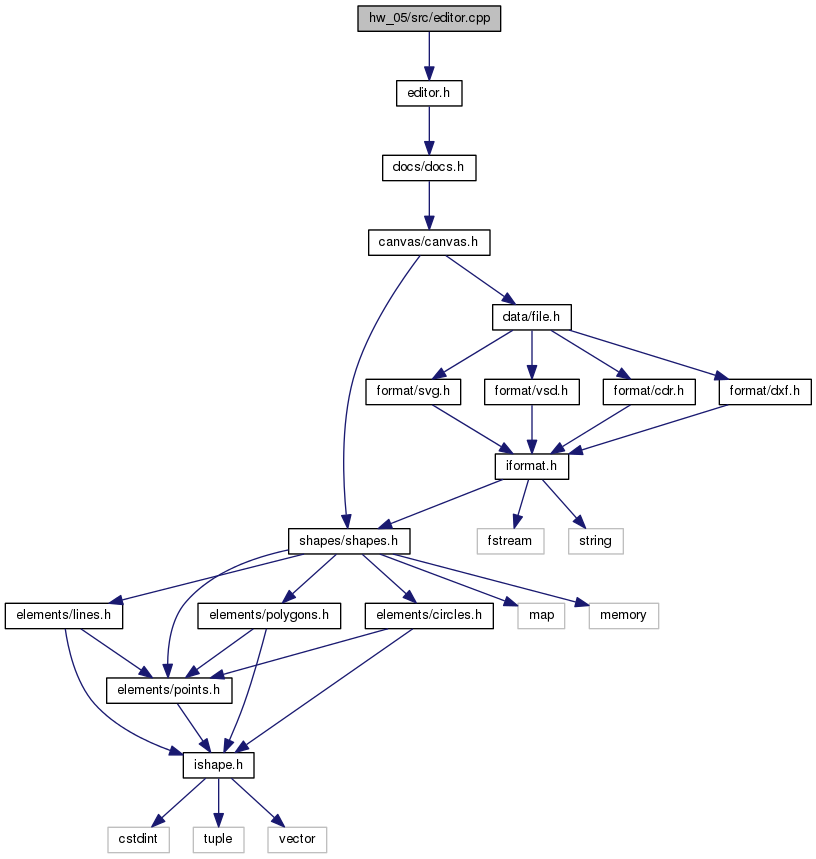 hw_05/src/editor.cpp
editor.h
docs/docs.h
canvas/canvas.h
data/file.h
format/svg.h
format/vsd.h
format/cdr.h
format/dxf.h
iformat.h
shapes/shapes.h
fstream
string
elements/lines.h
elements/polygons.h
elements/circles.h
map
memory
elements/points.h
ishape.h
cstdint
tuple
vector